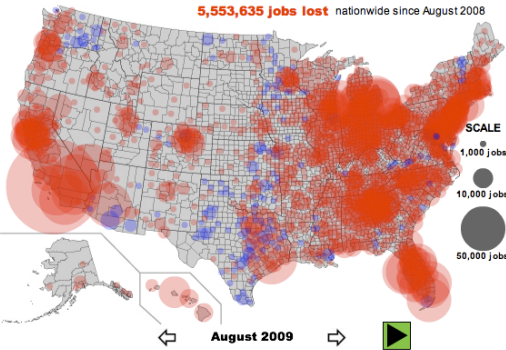 5,553,635 jobs lost nationwide since August 2008
SCALE
1,000 jobs
10,000 jobs
50,000 jobs
August 2009